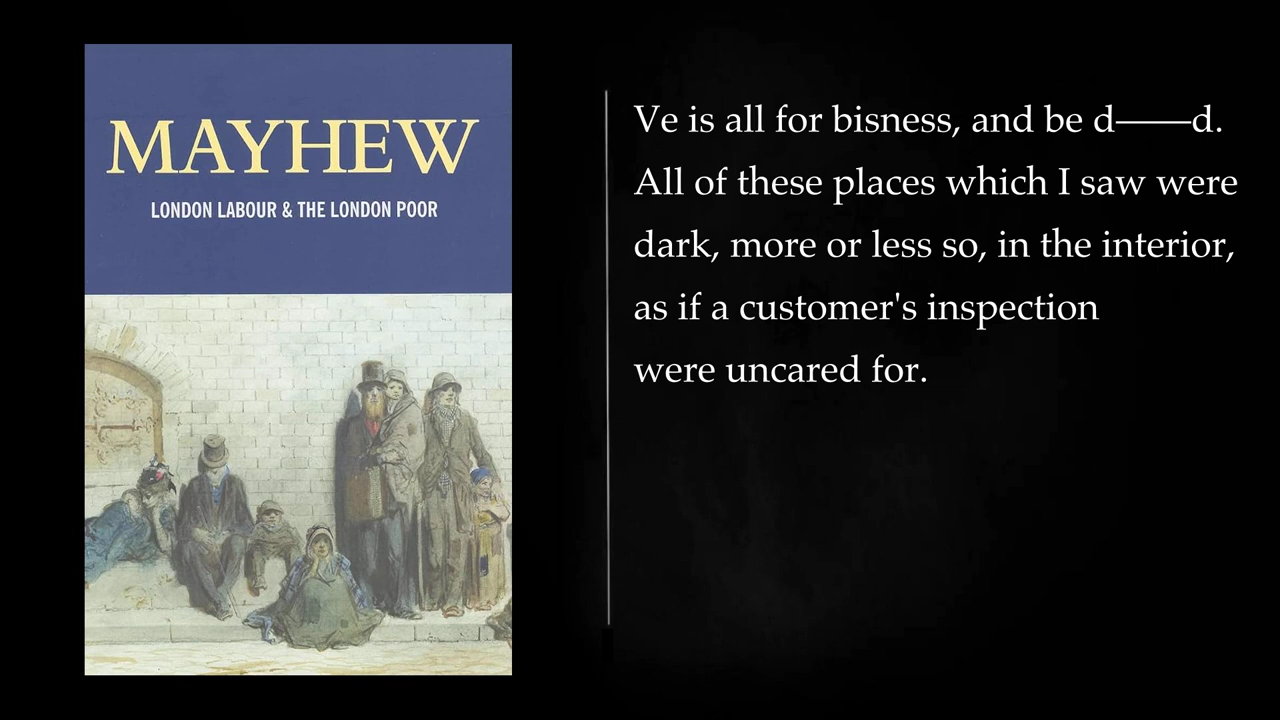 MAYHEW
LONDON LABOUR & THE LONDON POOR
Ve is all for bisness, and be d——d.
All of these places which I saw were
dark, more or less so, in the interior,
as if a customer's inspection
were uncared for.